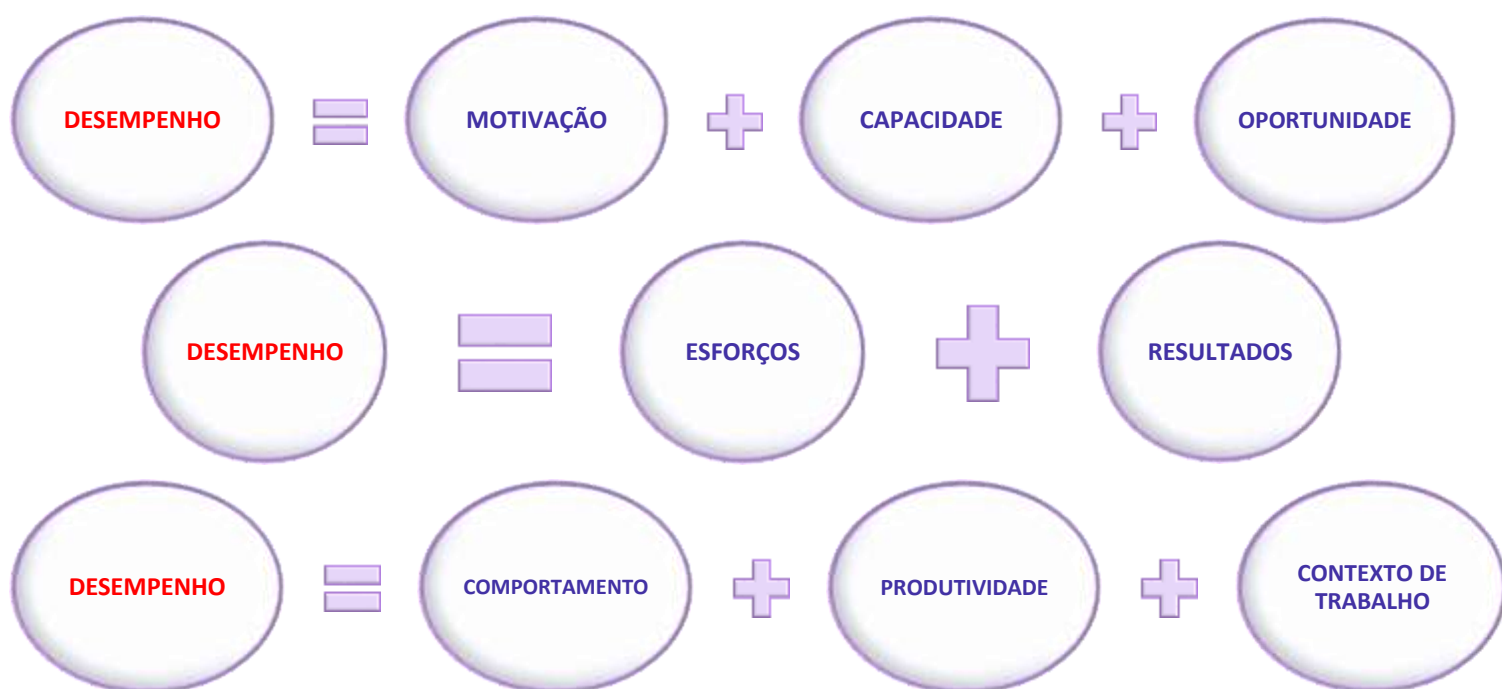 DESEMPENHO
MOTIVAÇÃO
CAPACIDADE
OPORTUNIDADE
DESEMPENHO
ESFORÇOS
RESULTADOS
DESEMPENHO
COMPORTAMENTO
PRODUTIVIDADE
CONTEXTO DE
TRABALHO